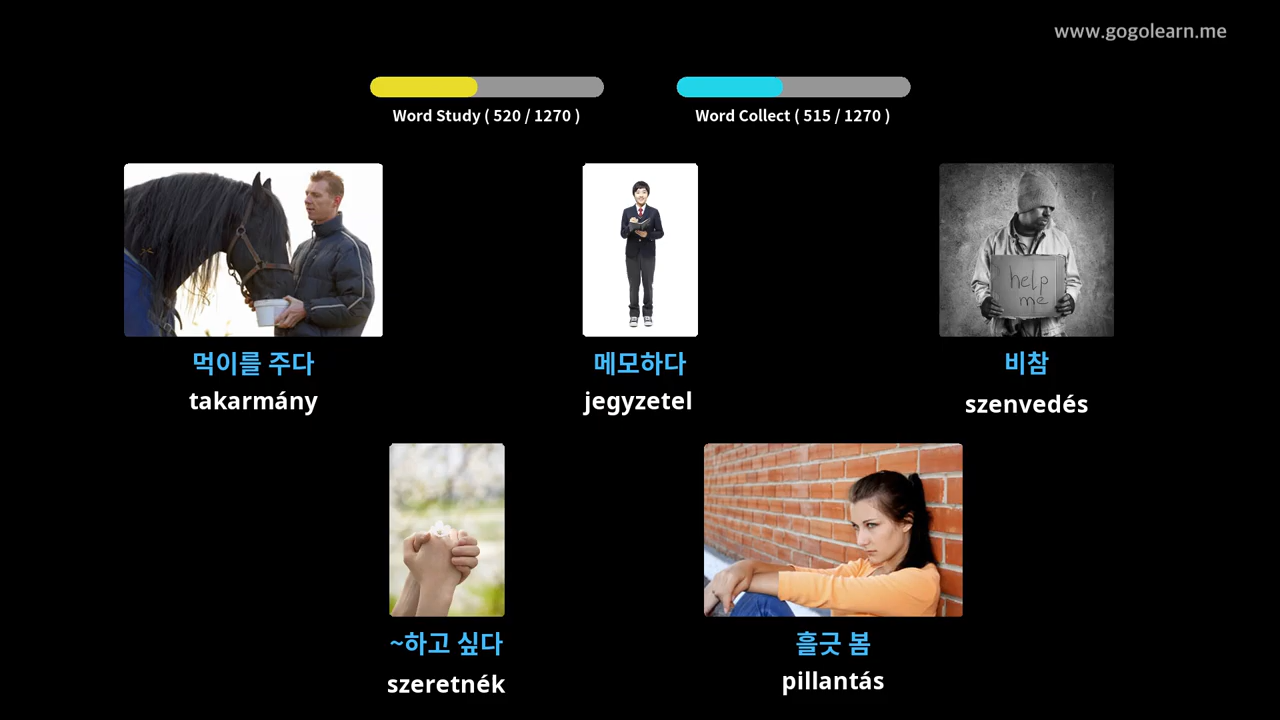 www.gogolearn.me
Word Study ( 520 / 1270 )
Word Collect ( 515 / 1270 )
help
me
먹이를 주다
takarmány
메모하다
jegyzetel
비참
szenvedés
~하고 싶다
szeretnék
흘긋 봄
pillantás